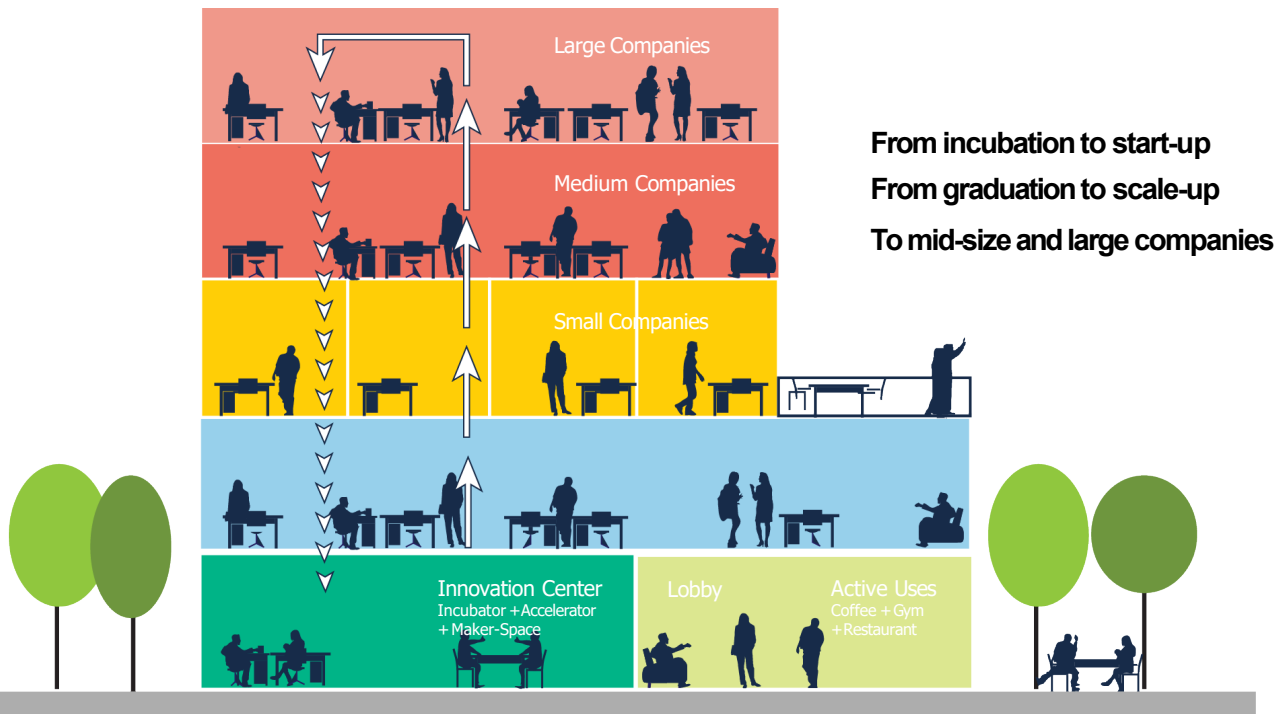 Large Companies
From incubation to start-up
Medium Companies
From graduation to scale-up
To mid-size and large companies
Small Companies
Innovation Center
Incubator + Accelerator
+ Maker-Space
Lobby
Active Uses
Coffee + Gym
+ Restaurant